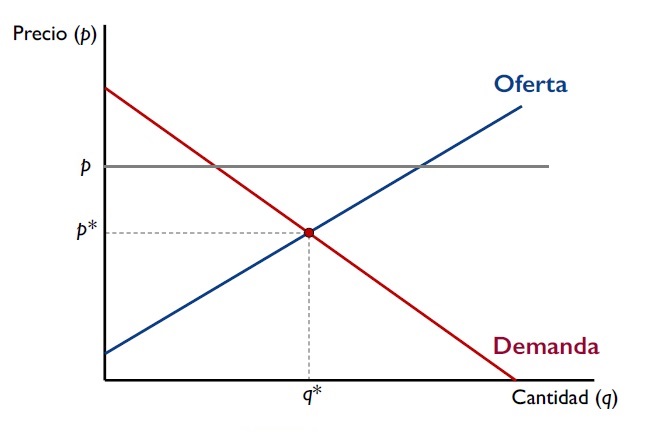 Precio (p)
Oferta
p
p*
Demanda
q*
Cantidad (q)